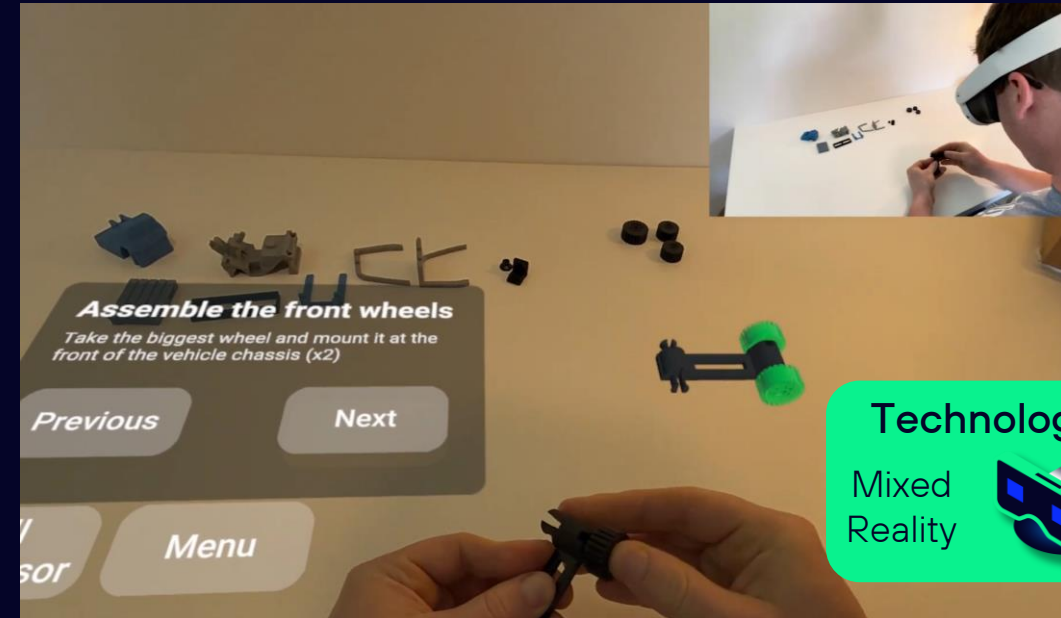 Assemble the front wheels
Take the biggest wheel and mount it at the
front of the vehicle chassis (x2)
Previous
Next
Menu
Mixed
Reality